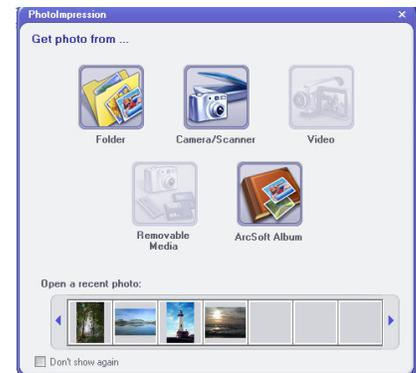 PhotoImpression
Get photo from ...
Folder
Camera/Scanner
Video
Removable
Media
ArcSoft Album
Open a recent photo:
Don't show again